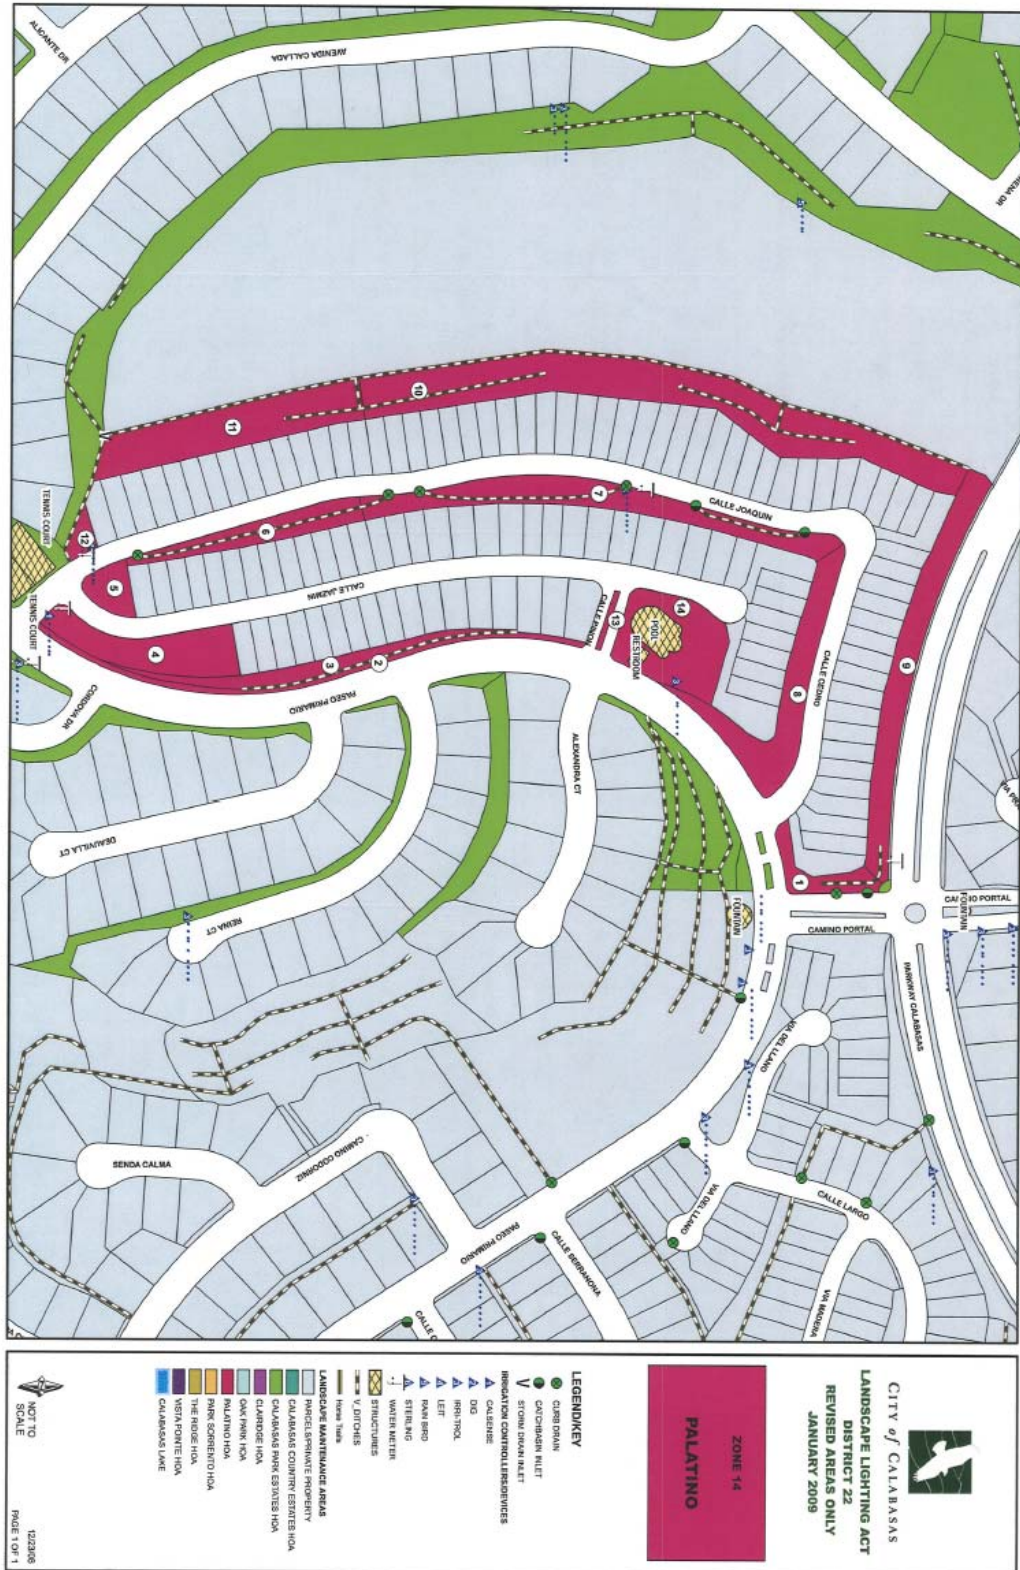 ALICANTE DR
AVENIDA CALLADA
ENA DR
10
11
TENNIS COURT
12
6
7
CALLE JOAQUIN
5
CALLE JAZMIN
TENNIS COURT
4
3
2
CALLE PINON
13
14
POOL
RESTROOM
8
CALLE CEDRO
9
CORDOVA DR
PASEO PRIMARIO
ALEXANDRA CT
DEAUVILLA CT
REINA CT
1
FOUNTAIN
FOUNTAIN
CAMINO PORTAL
PARKWAY CALABASAS
VIA DEL LLANO
VIA DEL LLANO
CALLE LARGO
VIA MADERA
SENDA CALMA
CAMINO CODORNIZ
PASEO PRIMARIO
CALLE SERRANONA
CALLE
CITY of CALABASAS
LANDSCAPE LIGHTING ACT
DISTRICT 22
REVISED AREAS ONLY
JANUARY 2009
ZONE 14
PALATINO
LEGEND/KEY
CURB DRAIN
CATCHBASIN INLET
V STORM DRAIN INLET
IRRIGATION CONTROLLERS/DEVICES
CALSENSE
DIG
IRRI-TROL
LEIT
RAIN BIRD
STERLING
WATER METER
STRUCTURES
V_DITCHES
Horse Trails
LANDSCAPE MAINTENANCE AREAS
PARCELS/PRIVATE PROPERTY
CALABASAS COUNTRY ESTATES HOA
CALABASAS PARK ESTATES HOA
CLAIRIDGE HOA
OAK PARK HOA
PALATINO HOA
PARK SORRENTO HOA
THE RIDGE HOA
VISTA POINTE HOA
CALABASAS LAKE
NOT TO
SCALE
12/23/08
PAGE 1 OF 1